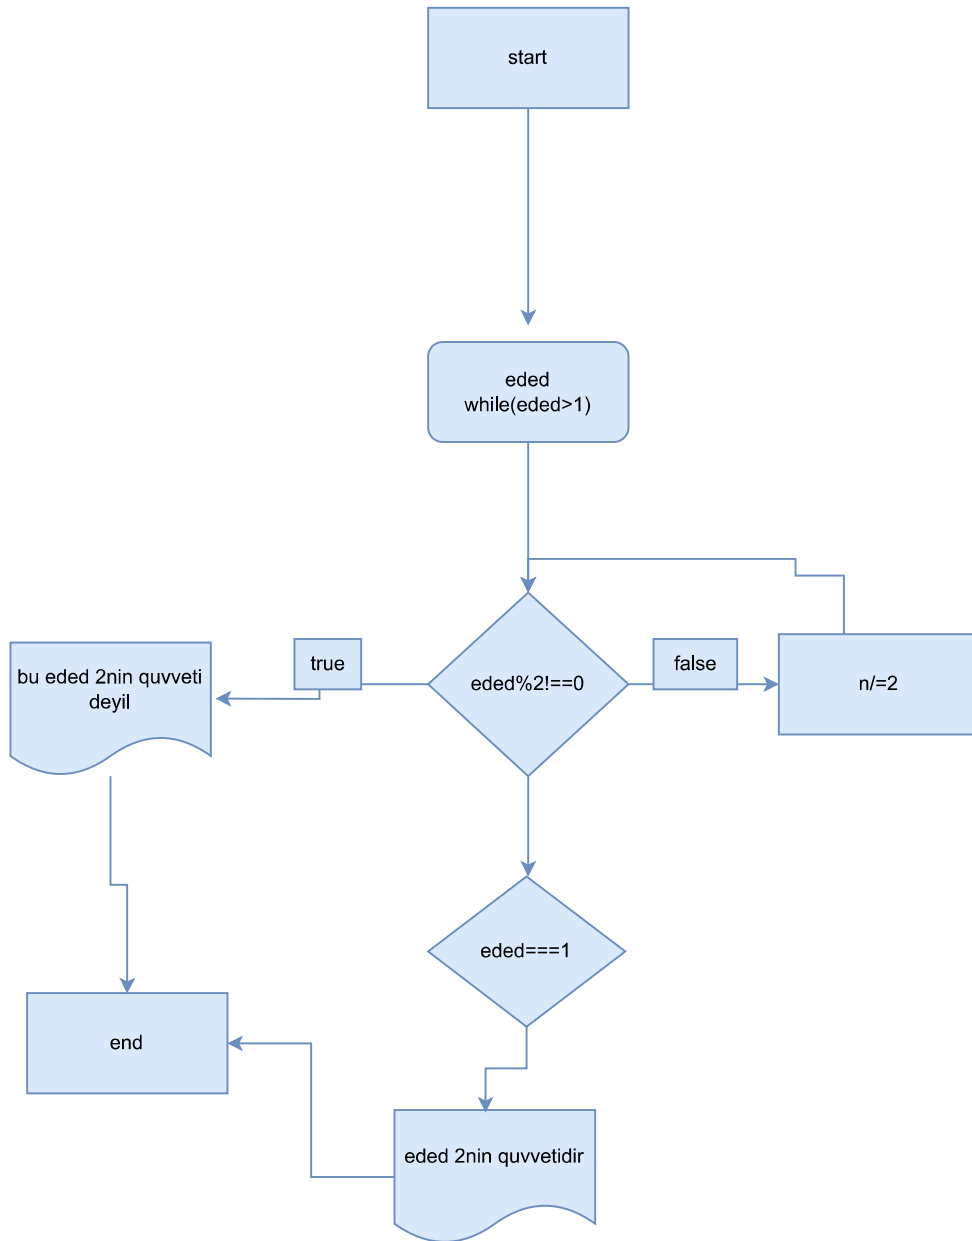 start
eded
while(eded>1)
true
eded%2!==0
false
n/=2
bu eded 2nin quvveti
deyil
eded===1
end
eded 2nin quvvetidir